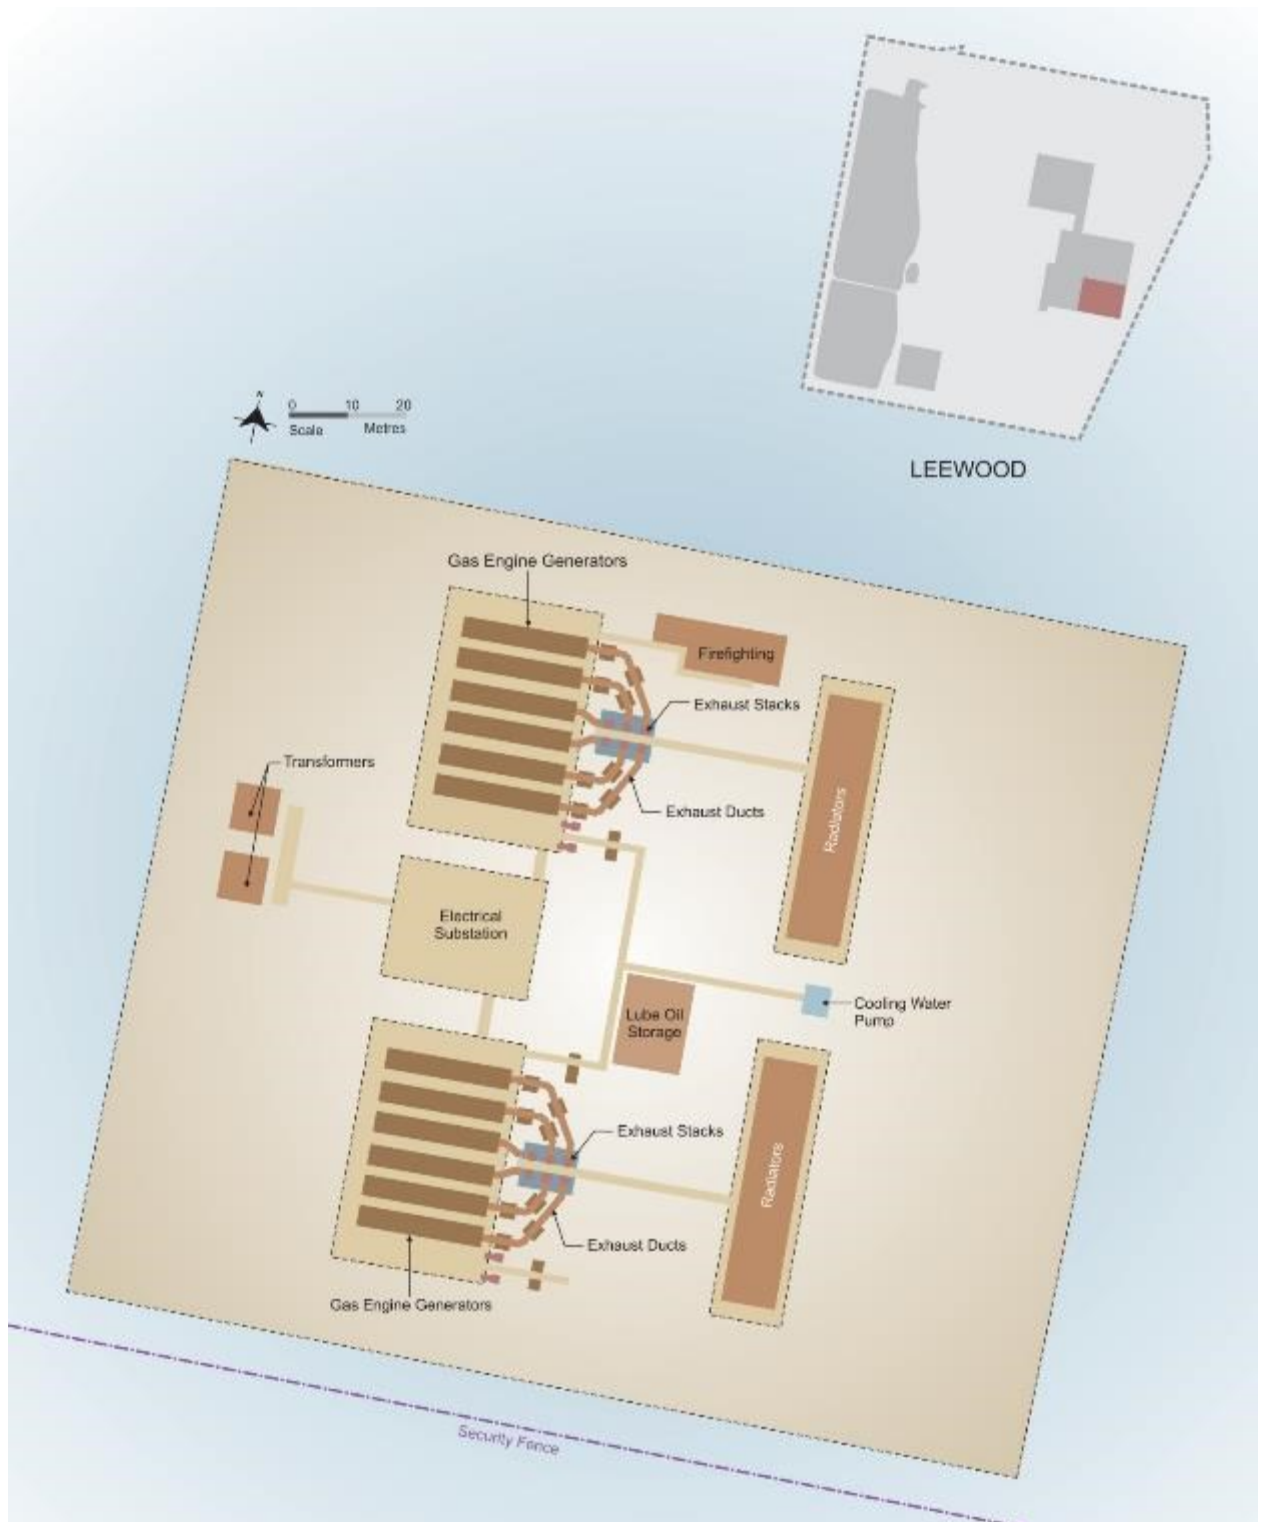 LEEWOOD
N
0 10 20
Scale Metres
Gas Engine Generators
Firefighting
Exhaust Stacks
Transformers
Exhaust Ducts
Radiators
Electrical
Substation
Cooling Water
Pump
Lube Oil
Storage
Exhaust Stacks
Radiators
Exhaust Ducts
Gas Engine Generators
Security Fence